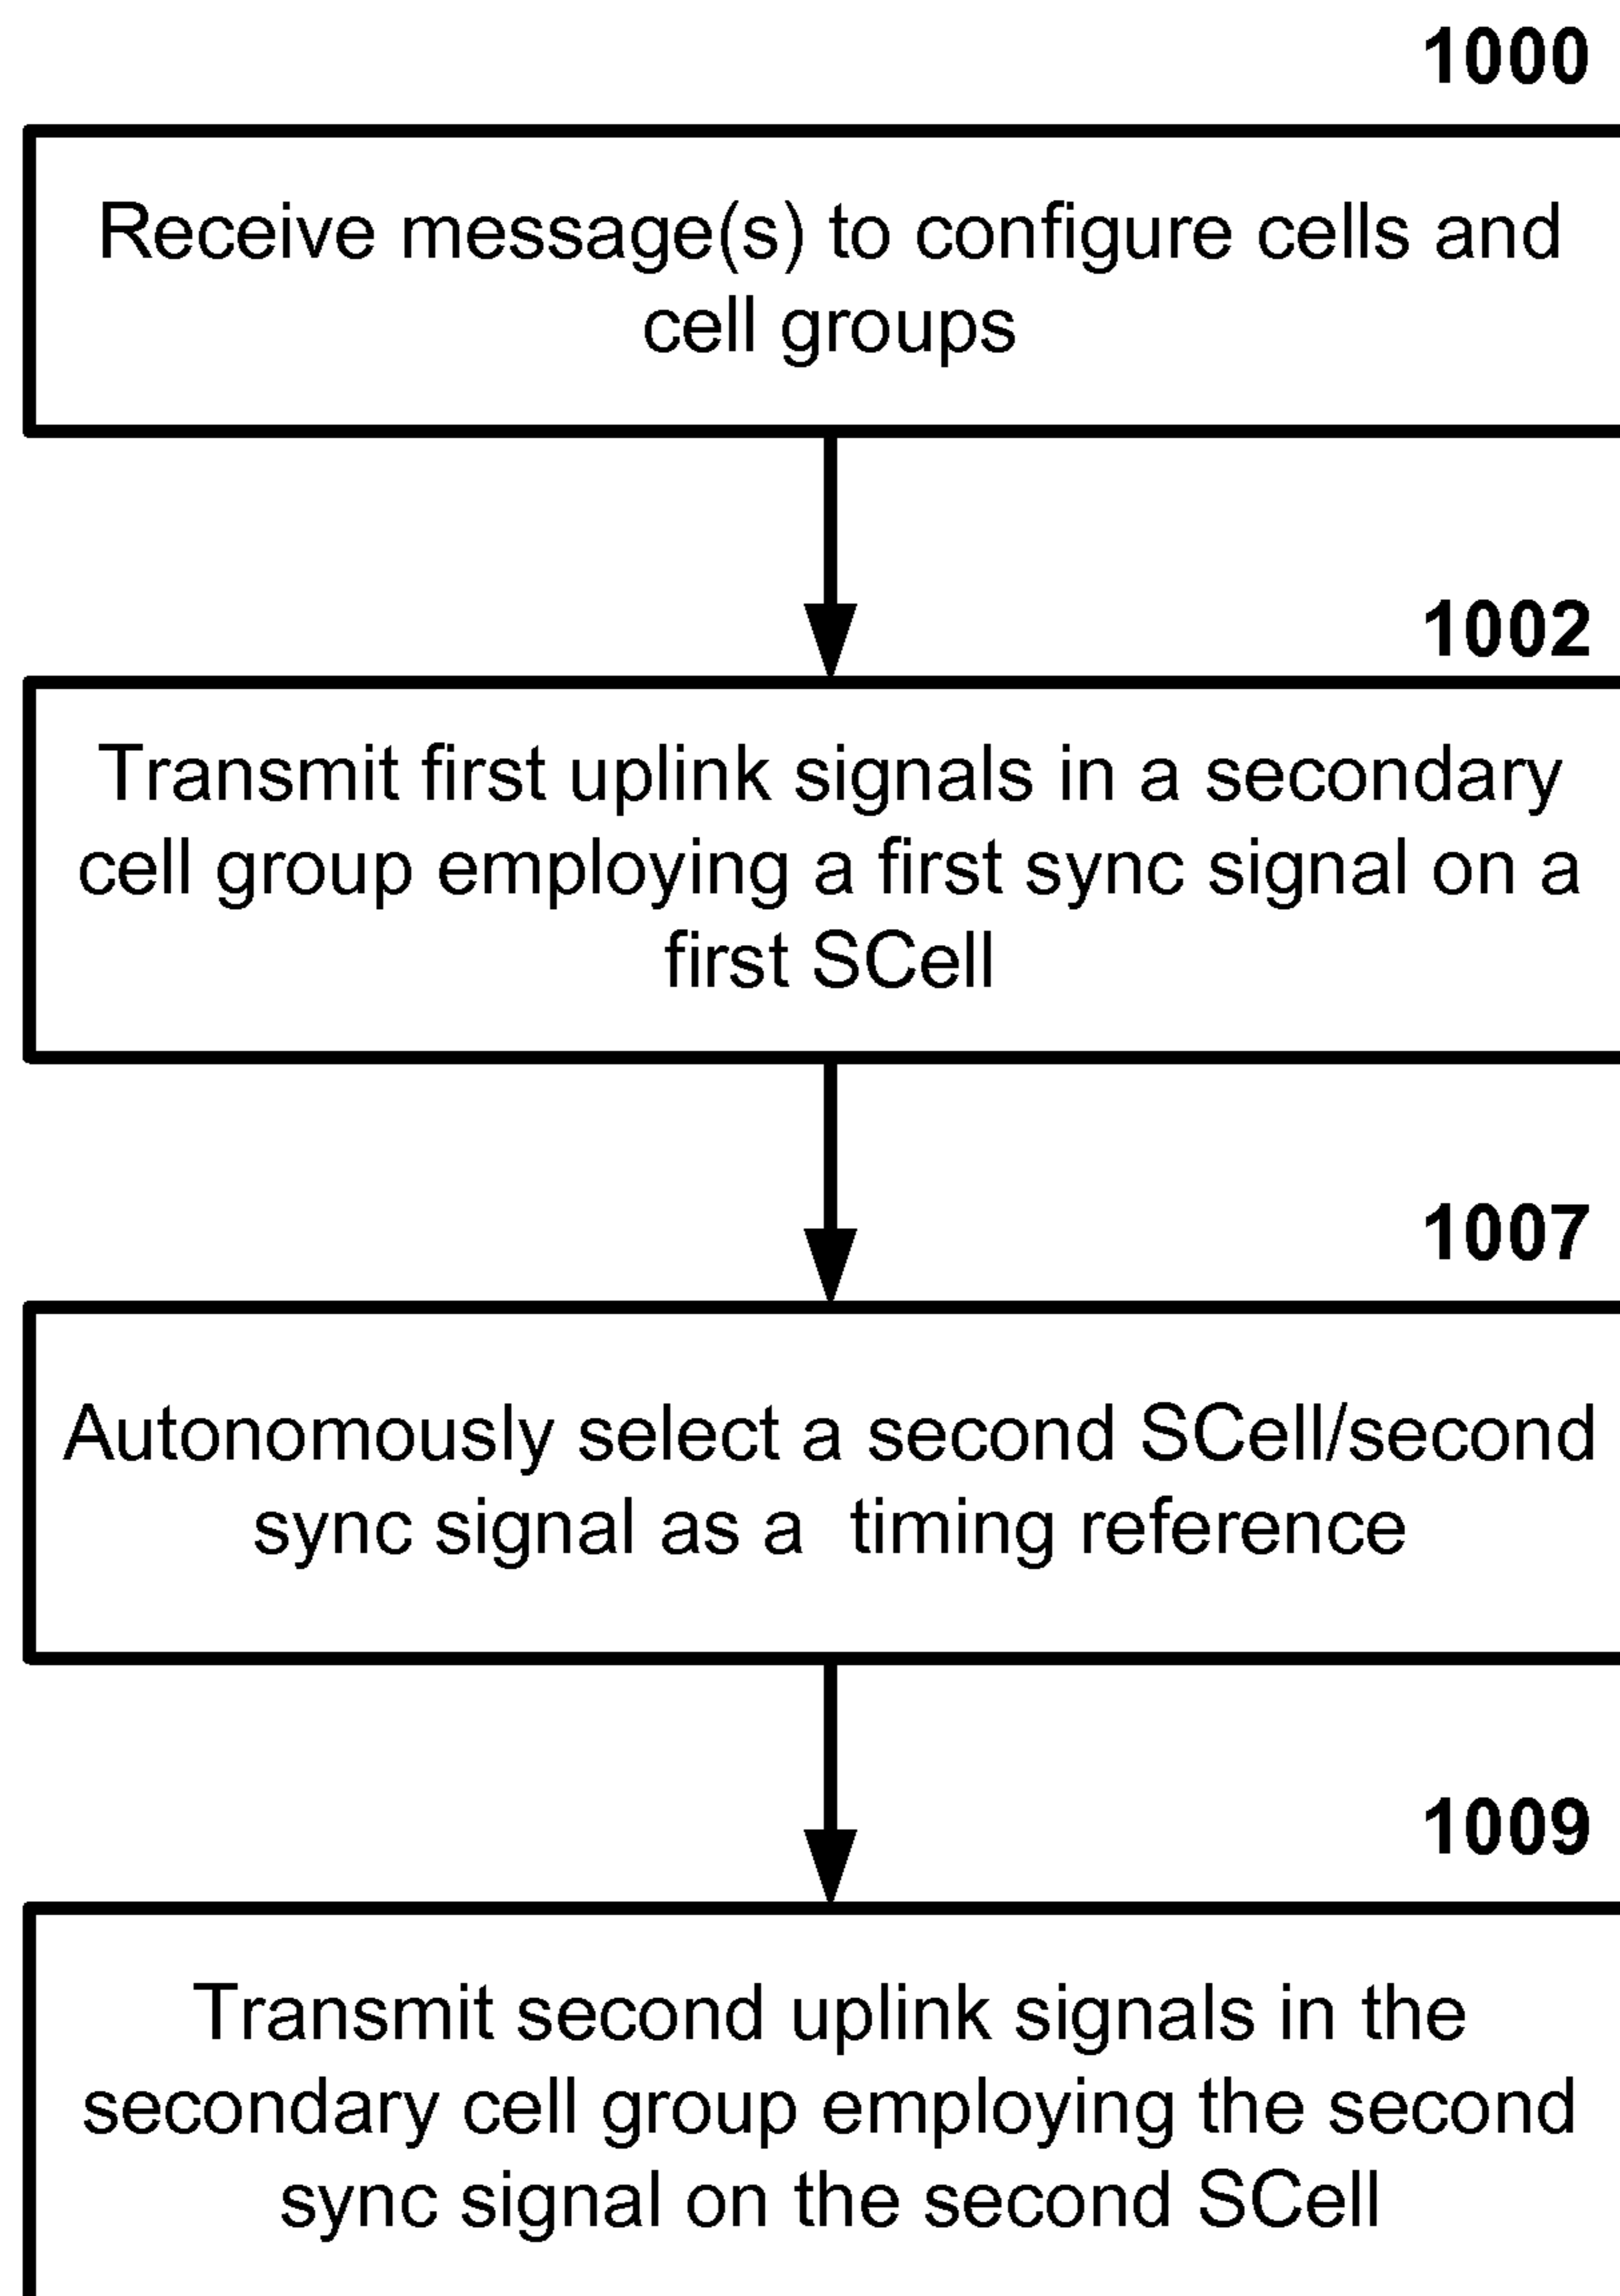 1000
Receive message(s) to configure cells and
cell groups
1002
Transmit first uplink signals in a secondary
cell group employing a first sync signal on a
first SCell
1007
Autonomously select a second SCell/second
sync signal as a  timing reference
1009
Transmit second uplink signals in the
secondary cell group employing the second
sync signal on the second SCell